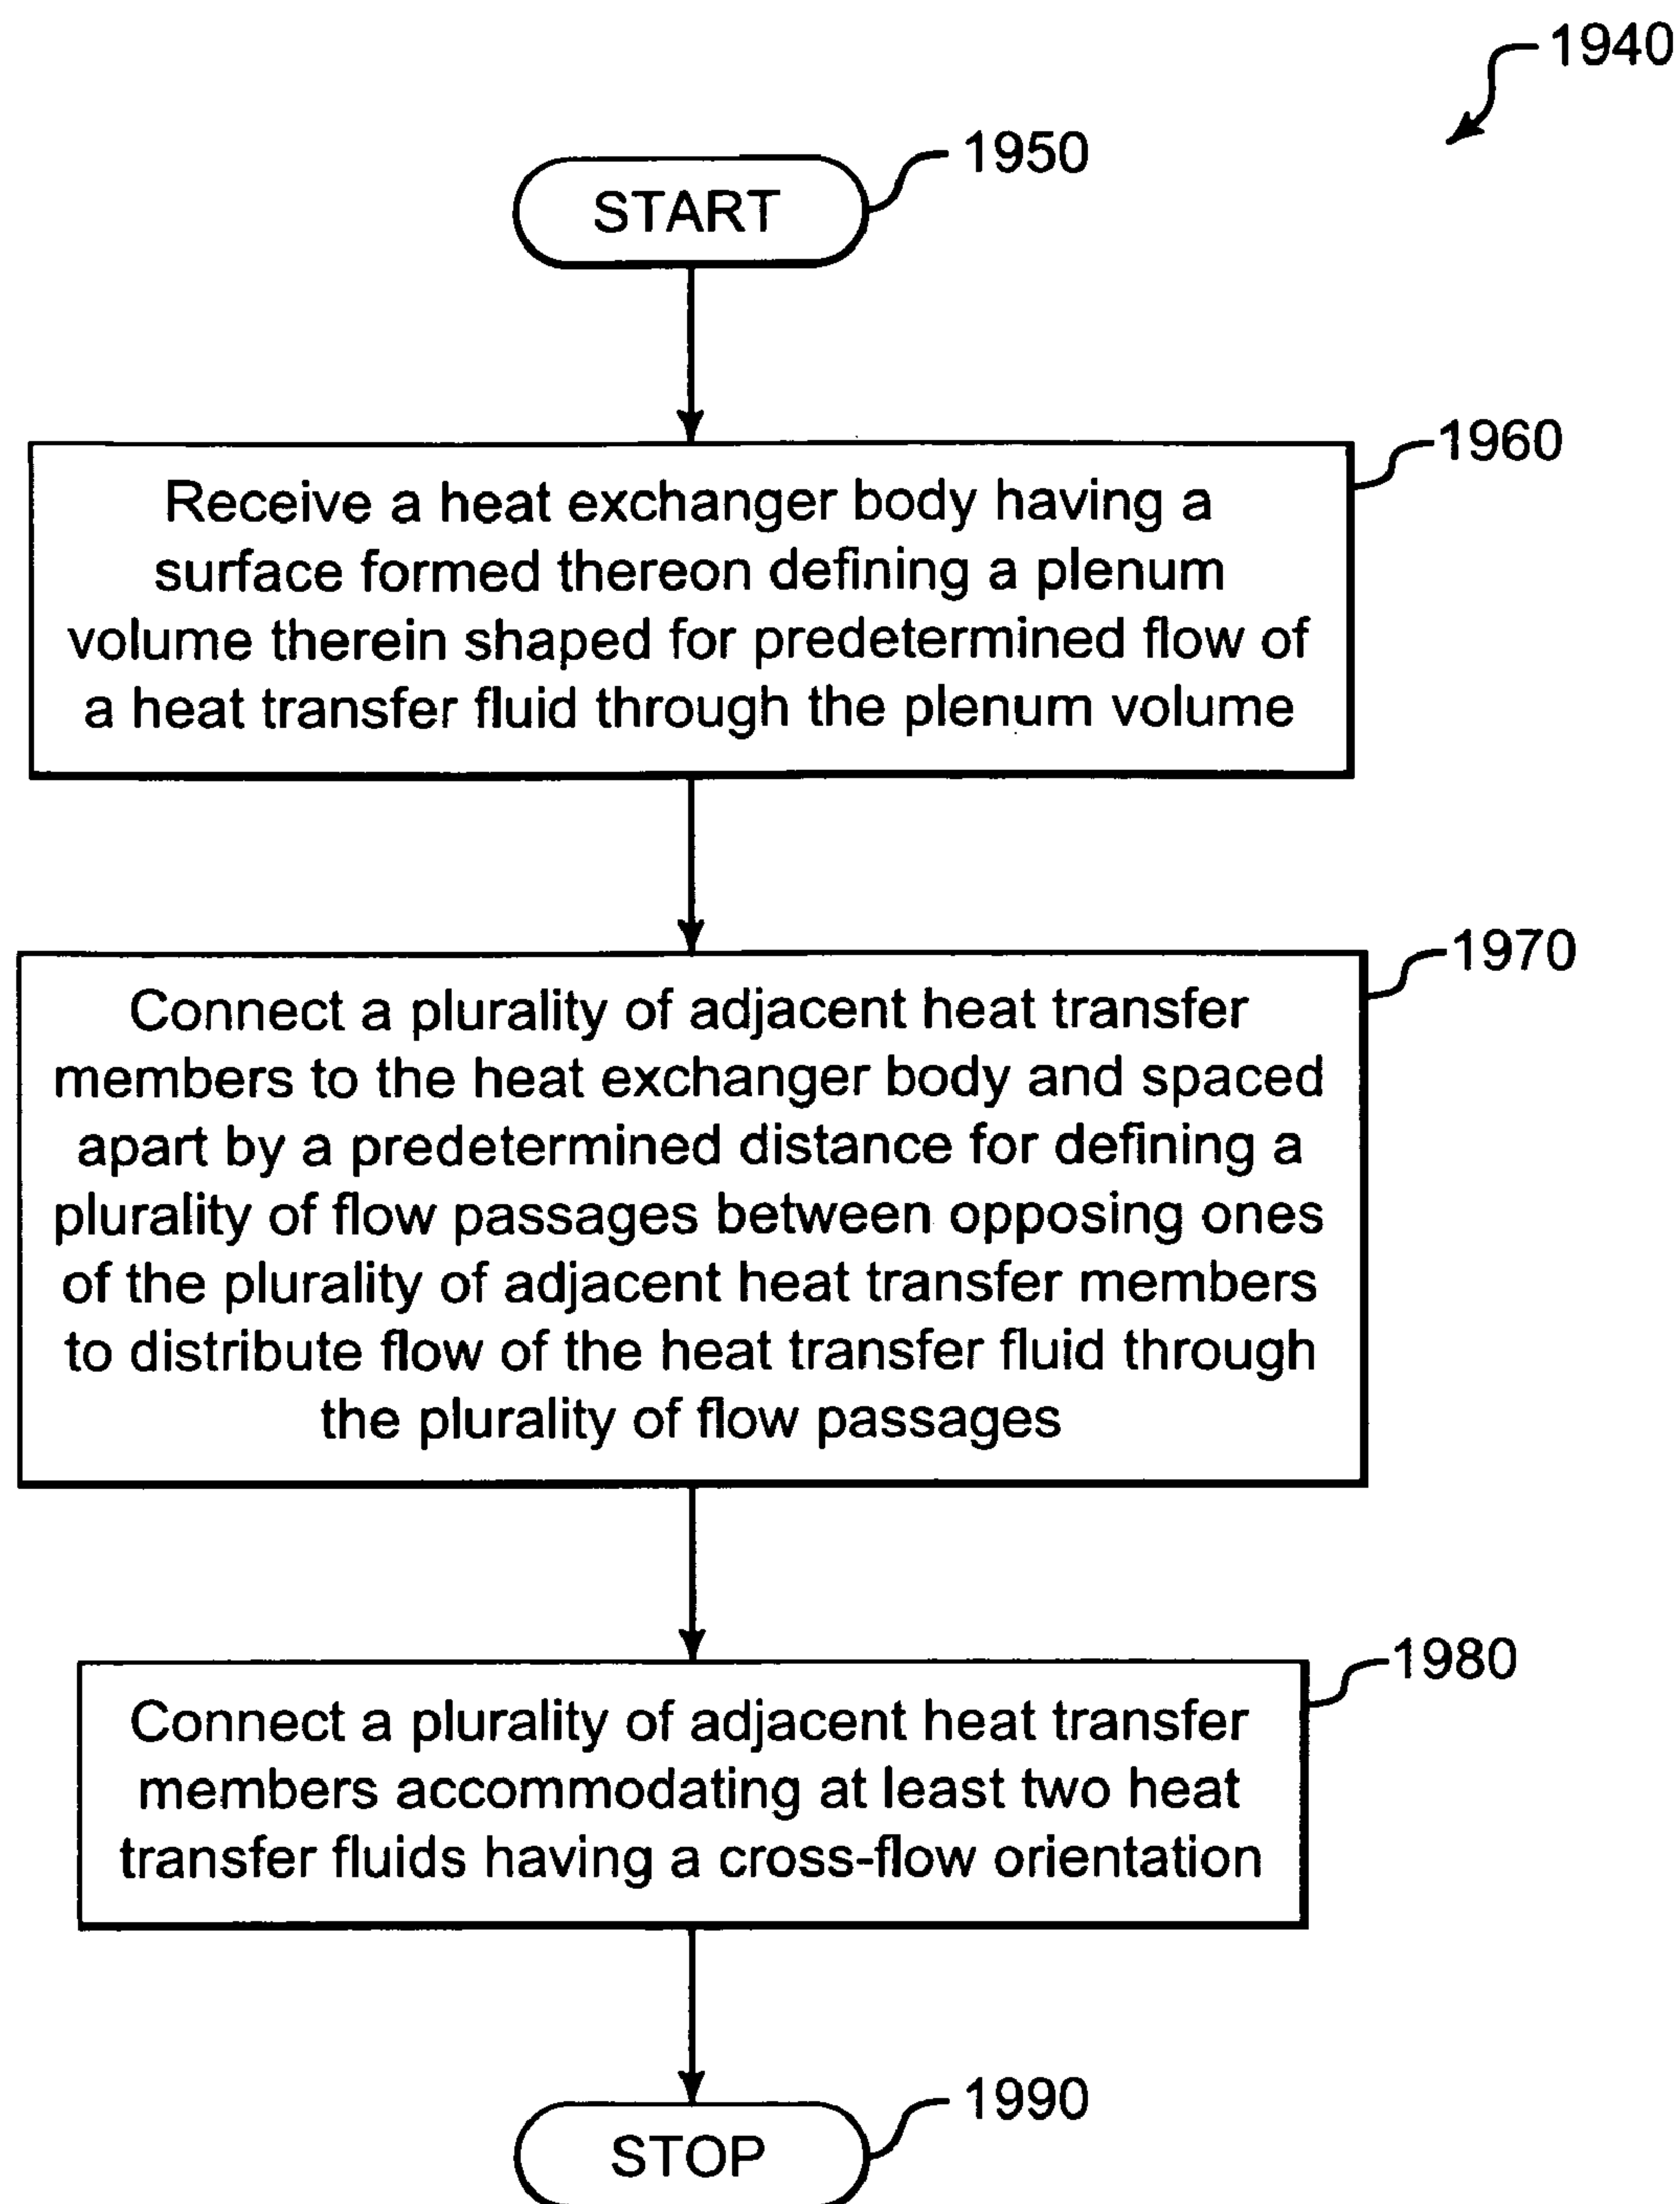 1940
1950
START
1960
Receive a heat exchanger body having a
surface formed thereon defining a plenum
volume therein shaped for predetermined flow of
a heat transfer fluid through the plenum volume
1970
Connect a plurality of adjacent heat transfer
members to the heat exchanger body and spaced
apart by a predetermined distance for defining a
plurality of flow passages between opposing ones
of the plurality of adjacent heat transfer members
to distribute flow of the heat transfer fluid through
the plurality of flow passages
1980
Connect a plurality of adjacent heat transfer
members accommodating at least two heat
transfer fluids having a cross-flow orientation
1990
STOP